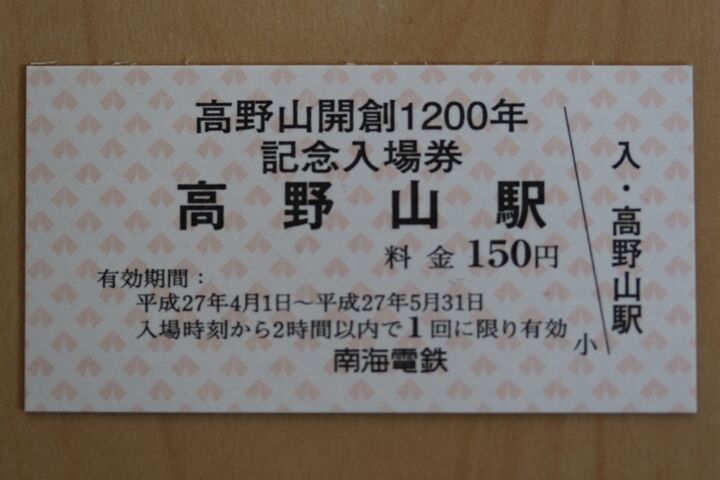 高野山開創1200年
記念入場券
高野山駅
料金150円
有効期間：
平成27年4月1日～平成27年5月31日
入場時刻から2時間以内で1回に限り有効
南海電鉄
入・高野山駅
小